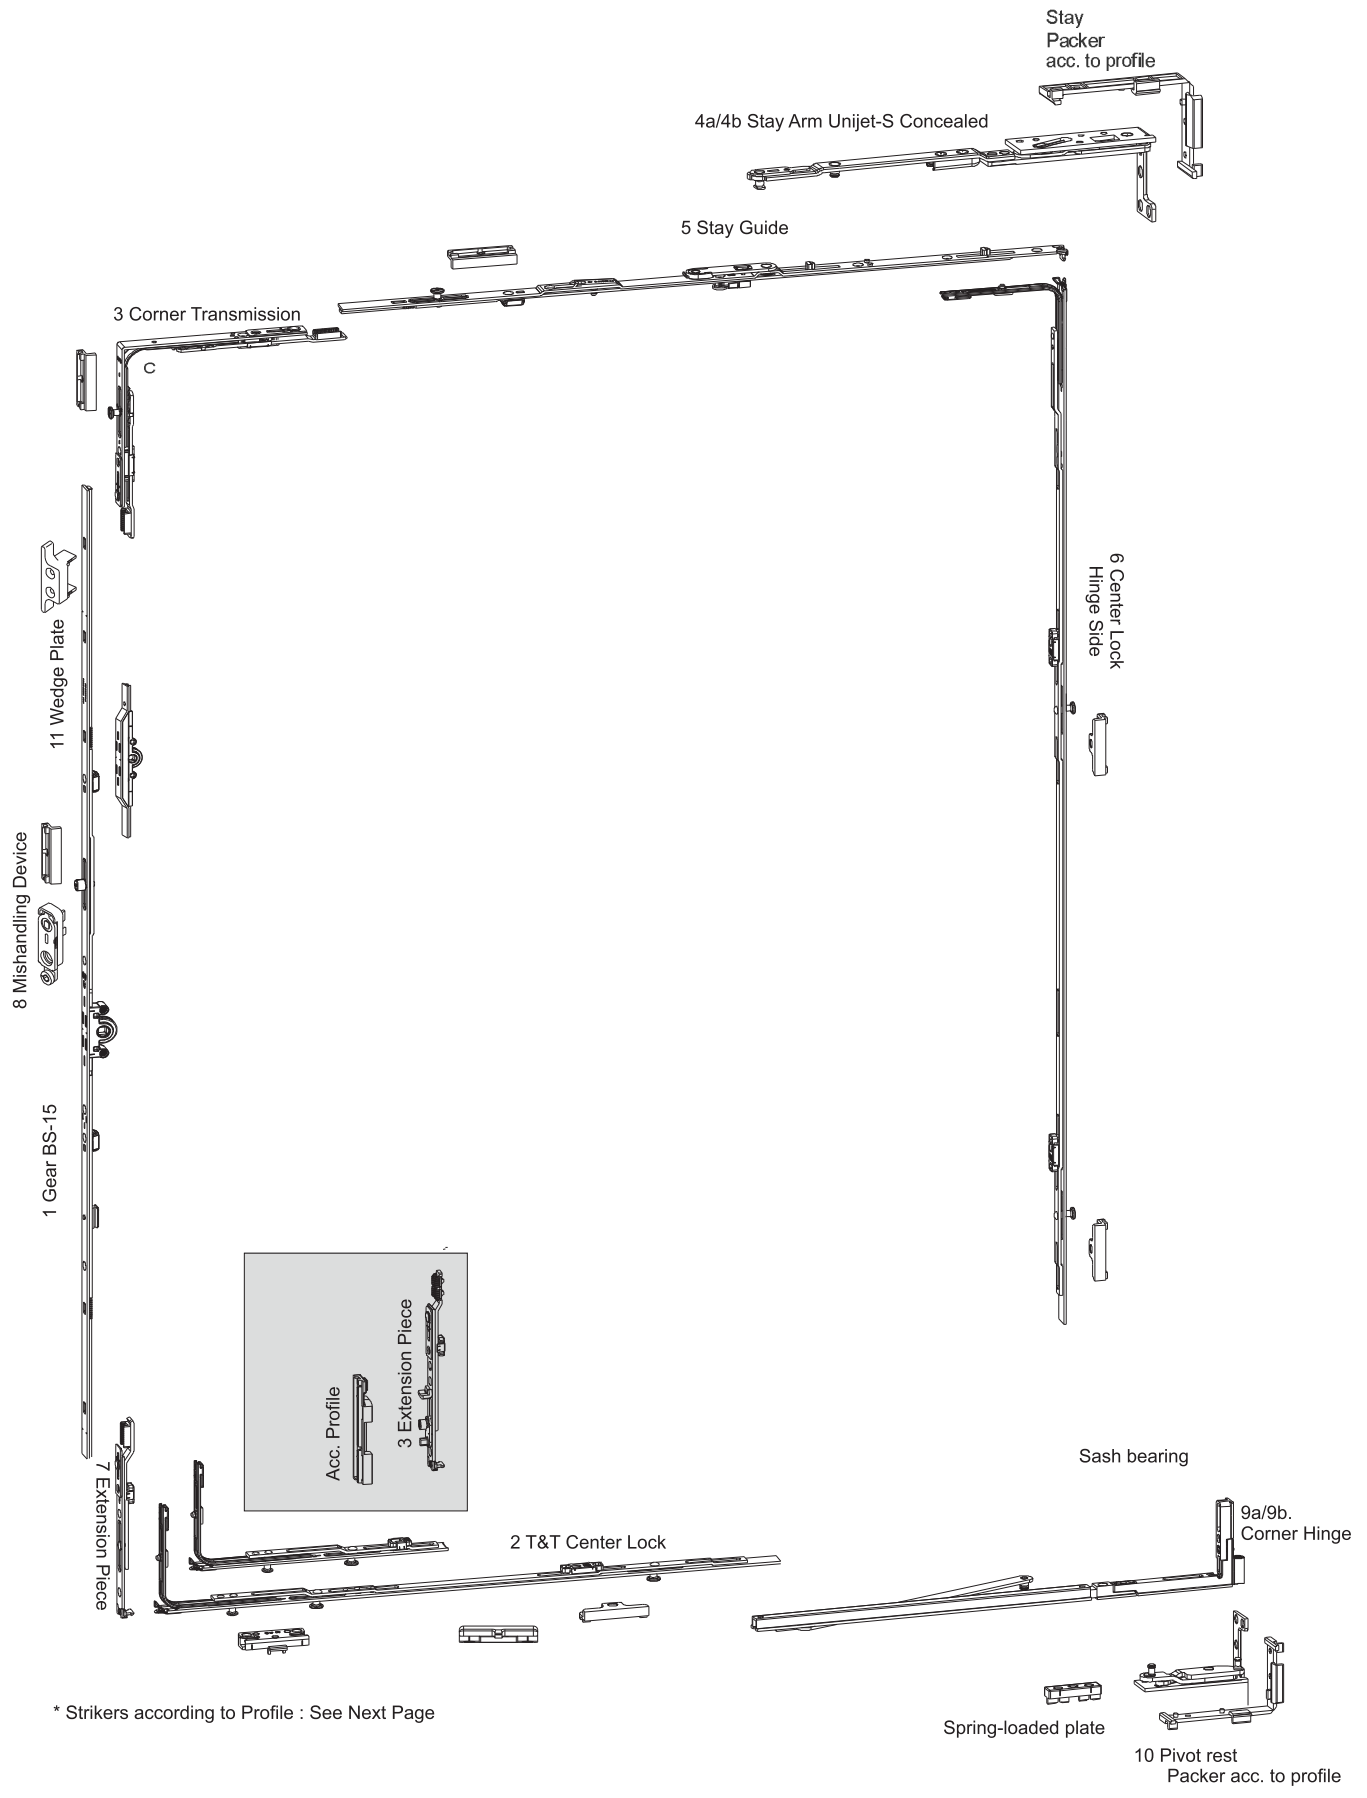 Stay
Packer
acc. to profile
4a/4b Stay Arm Unijet-S Concealed
5 Stay Guide
3 Corner Transmission
C
6 Center Lock
Hinge Side
11 Wedge Plate
8 Mishandling Device
1 Gear BS-15
3 Extension Piece
Acc. Profile
7 Extension Piece
2 T&T Center Lock
Sash bearing
9a/9b.
Corner Hinge
* Strikers according to Profile : See Next Page
Spring-loaded plate
10 Pivot rest
Packer acc. to profile